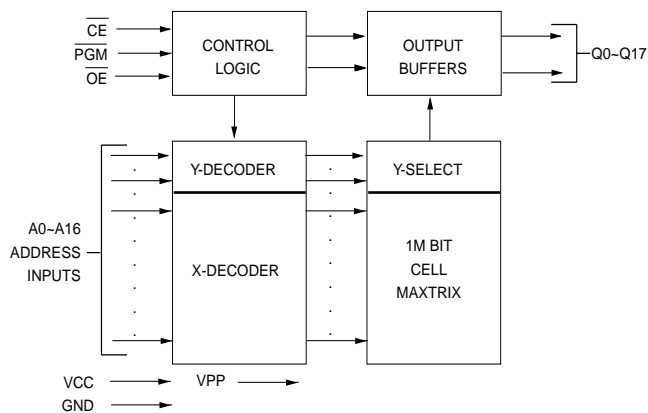 CE
PGM
OE
CONTROL
LOGIC
OUTPUT
BUFFERS
Q0~Q17
Y-DECODER
Y-SELECT
A0~A16
ADDRESS
INPUTS
X-DECODER
1M BIT
CELL
MAXTRIX
VCC
VPP
GND